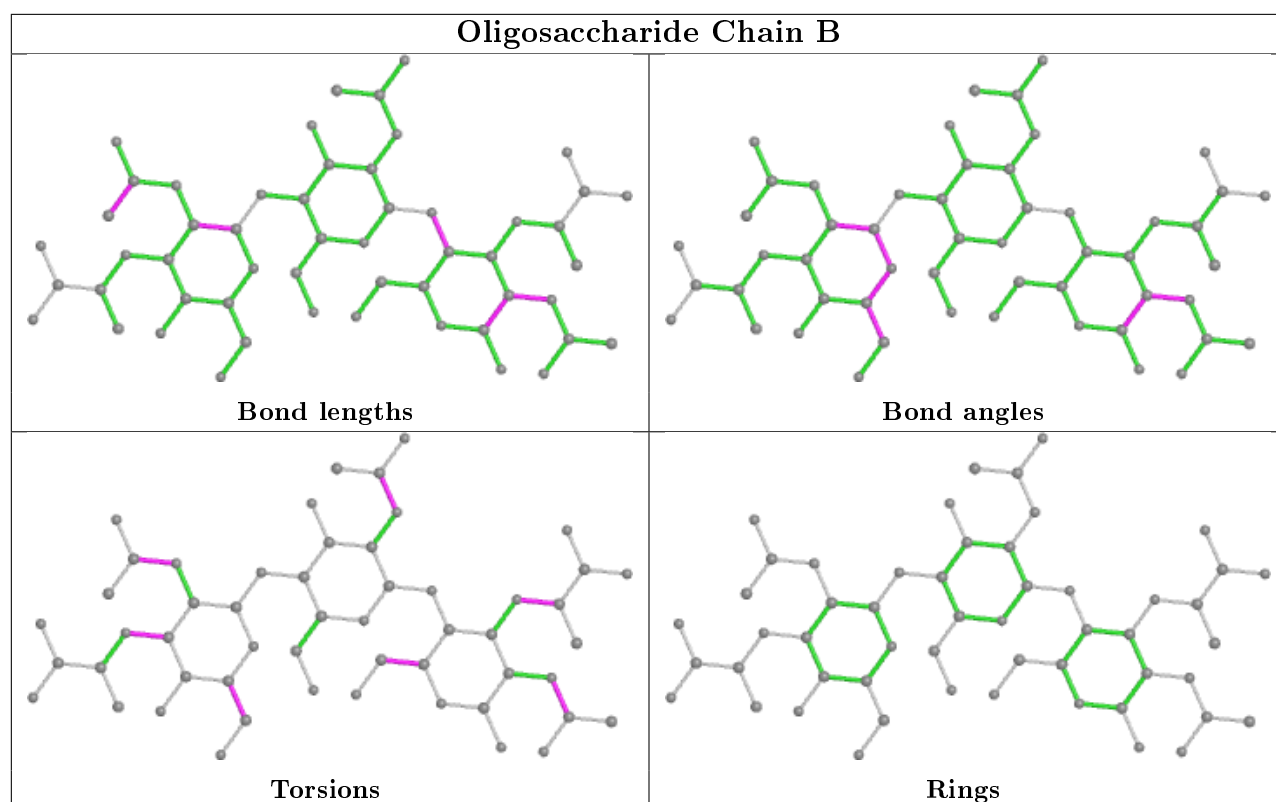 Oligosaccharide Chain B
Bond lengths
Bond angles
Torsions
Rings